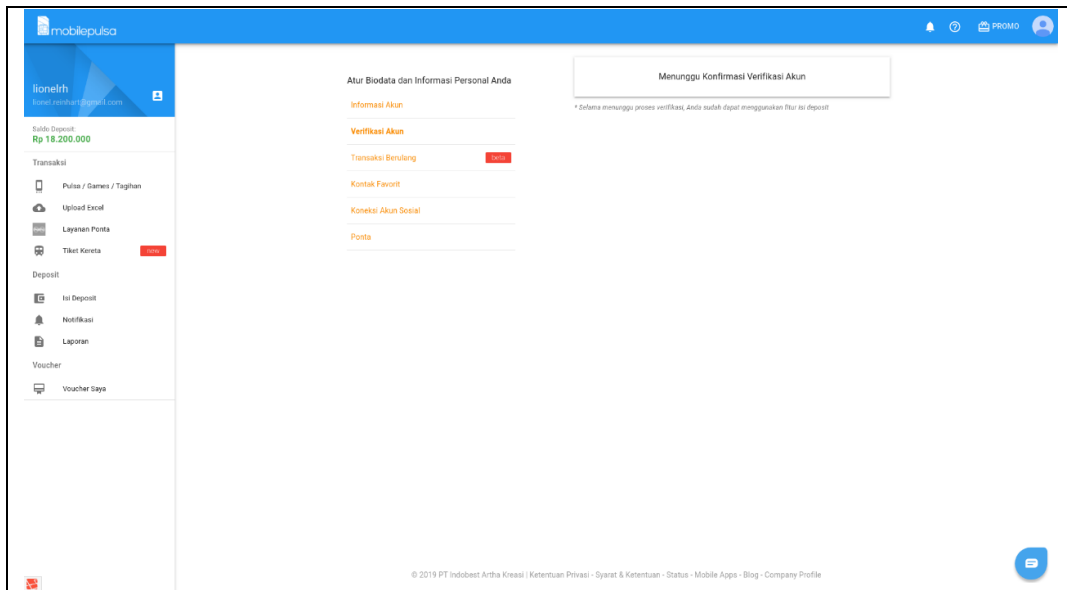 mobilepulsa
PROMO
lionelrh
lionel.reinhart@gmail.com
Saldo Deposit
Rp 18.200.000
Transaksi
Pulsa / Games / Tagihan
Upload Excel
Layanan Ponta
Tiket Kereta
new
Deposit
Isi Deposit
Notifikasi
Laporan
Voucher
Voucher Saya
Atur Biodata dan Informasi Personal Anda
Informasi Akun
Verifikasi Akun
Transaksi Berulang
beta
Kontak Favorit
Koneksi Akun Sosial
Ponta
Menunggu Konfirmasi Verifikasi Akun
* Selama menunggu proses verifikasi, Anda sudah dapat menggunakan fitur isi deposit
© 2019 PT Indobest Artha Kreasi | Ketentuan Privasi - Syarat & Ketentuan - Status - Mobile Apps - Blog - Company Profile